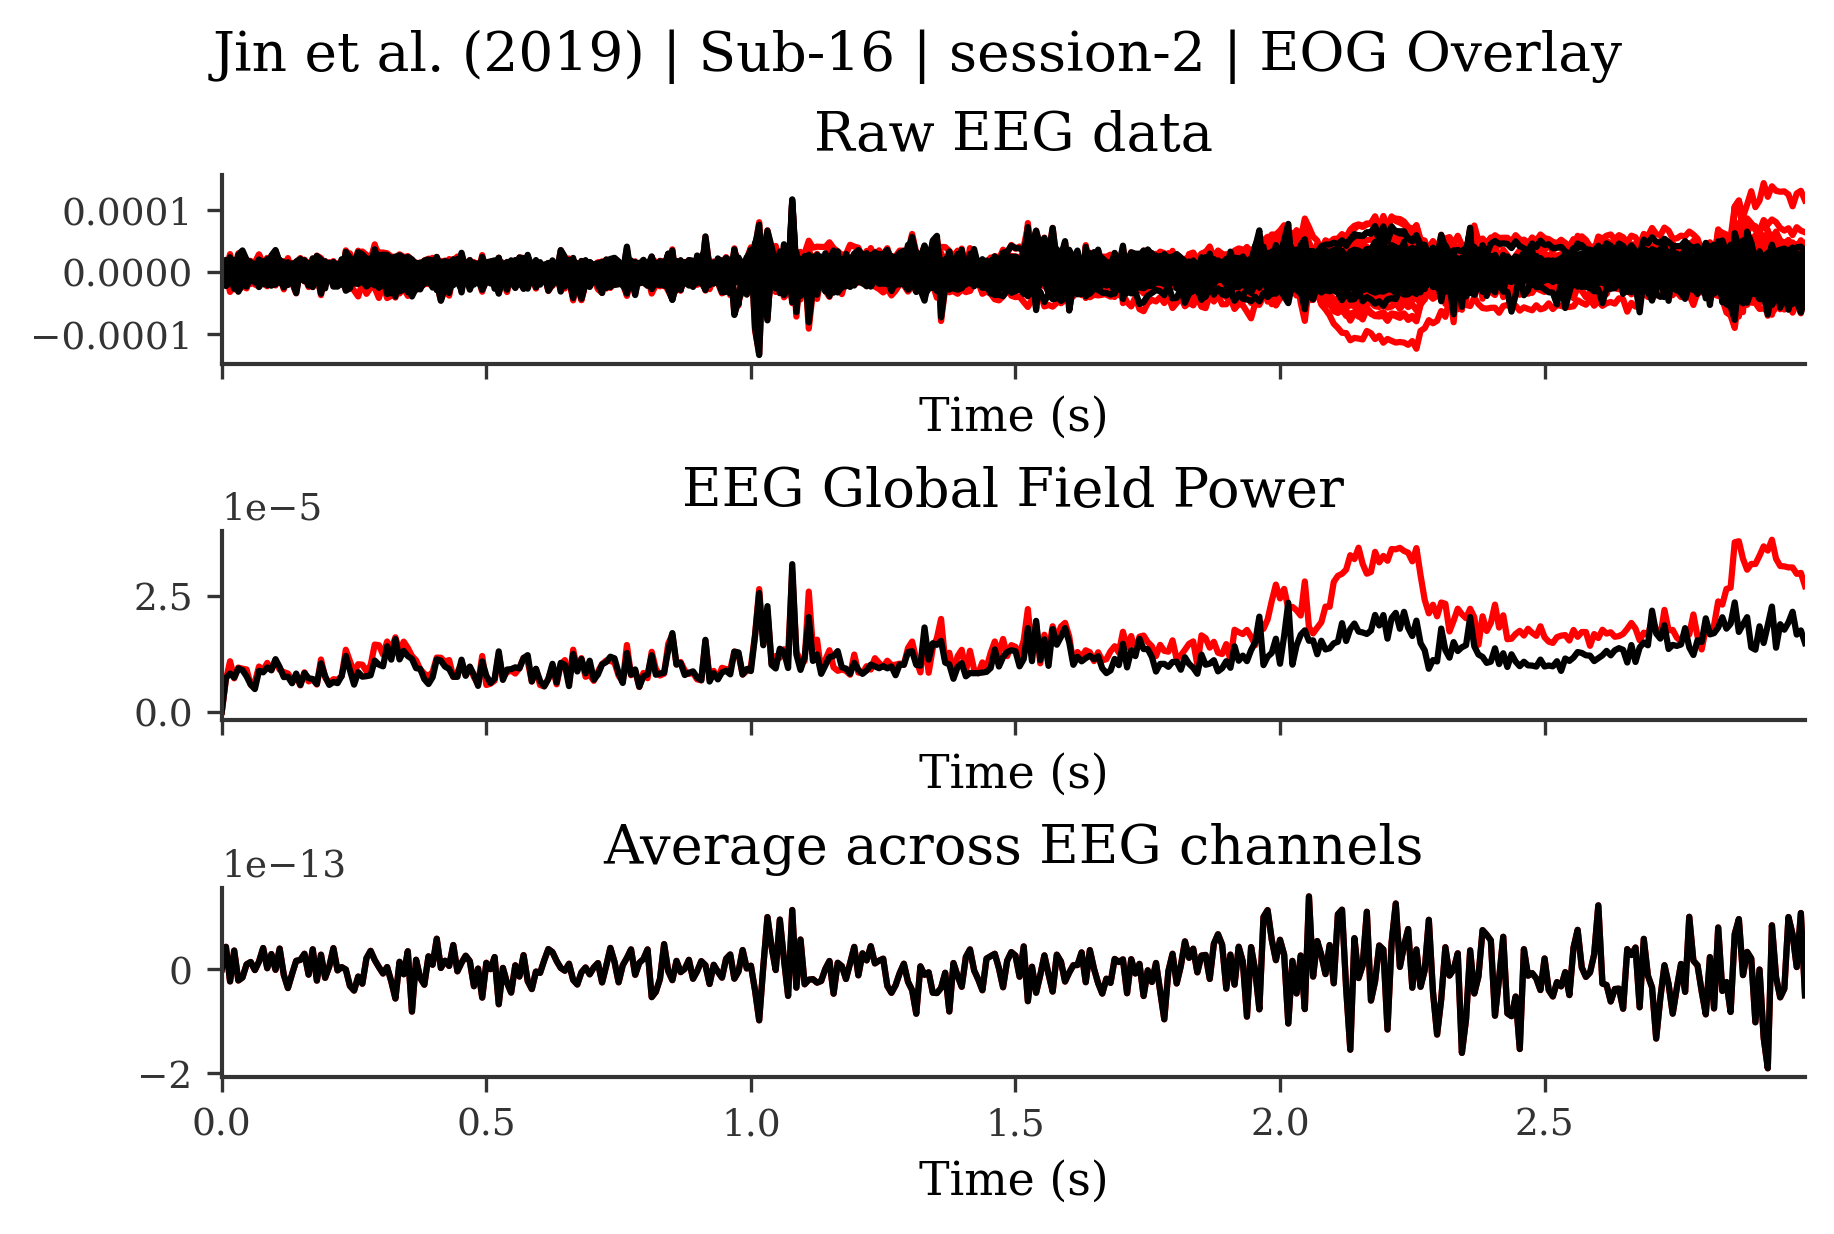 Jin et al. (2019) | Sub-16 | session-2 | EOG Overlay
Raw EEG data
0.0001
0.0000
−0.0001
Time (s)
EEG Global Field Power
1e−5
2.5
0.0
Time (s)
Average across EEG channels
1e−13
0
−2
0.0 0.5 1.0 1.5 2.0 2.5
Time (s)